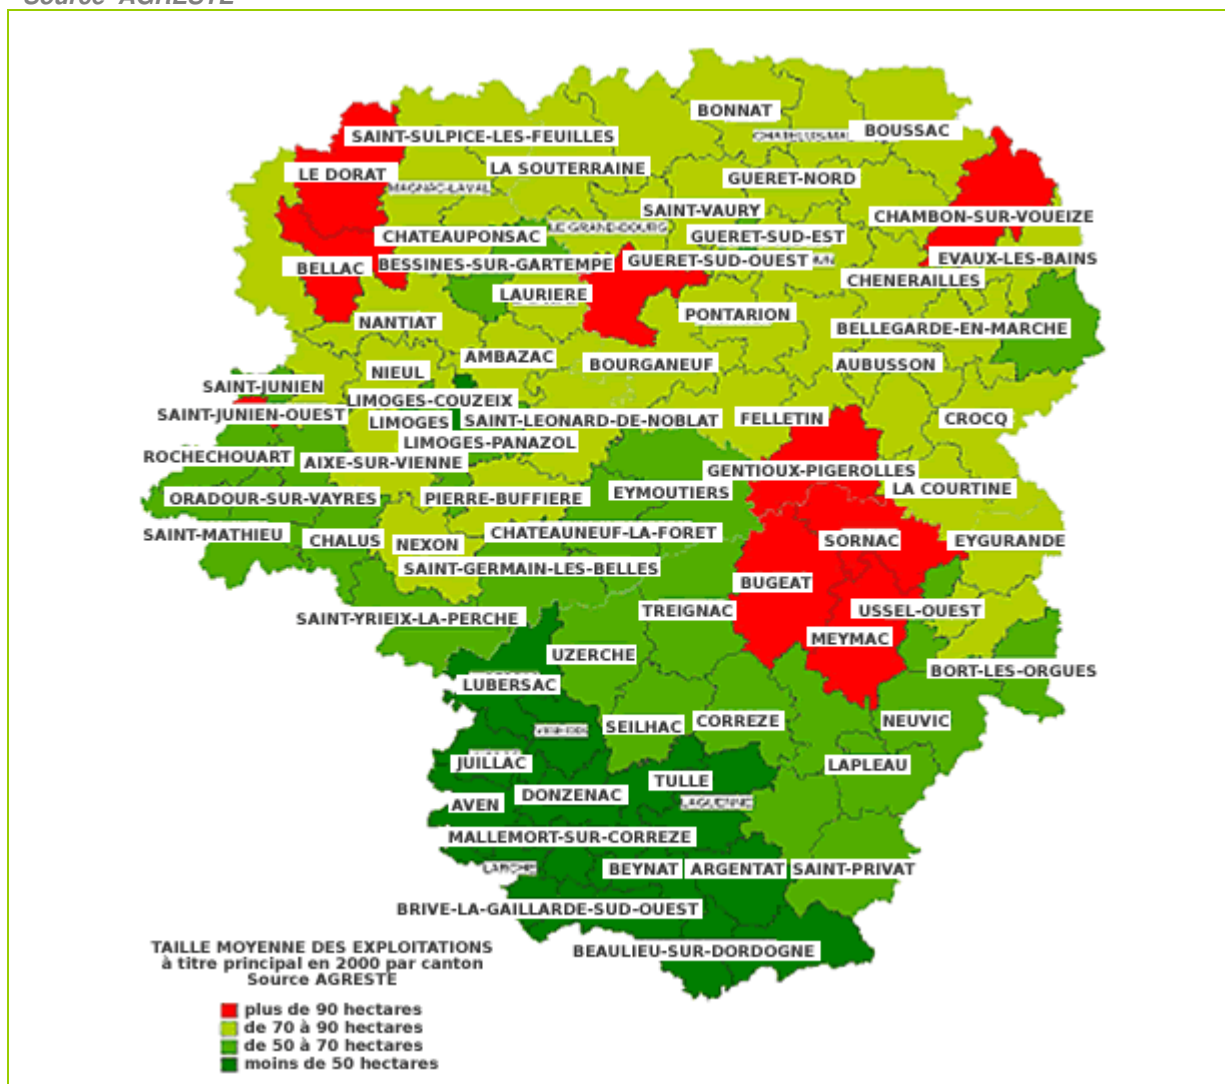 Source AGRESTE
BONNAT
BOUSSAC
SAINT-SULPICE-LES-FEUILLES
LA SOUTERRAINE
LE DORAT
GUERET-NORD
MAGNAC-LAVAL
SAINT-VAURY
CHAMBON-SUR-VOUEIZE
LE GRAND-BOURG
CHATEAUPONSAC
GUERET-SUD-EST
BELLAC
BESSINES-SUR-GARTEMPE
GUERET-SUD-OUEST
EVAUX-LES-BAINS
CHENERAILLES
LAURIERE
PONTARION
NANTIAT
BELLEGARDE-EN-MARCHE
AMBAZAC
BOURGANEUF
AUBUSSON
NIEUL
SAINT-JUNIEN
LIMOGES-COUZEIX
SAINT-JUNIEN-OUEST
LIMOGES
SAINT-LEONARD-DE-NOBLAT
FELLETIN
CROCQ
LIMOGES-PANAZOL
ROCHECHOUART
AIXE-SUR-VIENNE
GENTIOUX-PIGEROLLES
LA COURTINE
ORADOUR-SUR-VAYRES
PIERRE-BUFFIERE
EYMOUTIERS
SAINT-MATHIEU
CHALUS
NEXON
CHATEAUNEUF-LA-FORET
SORNAC
EYGURANDE
SAINT-GERMAIN-LES-BELLES
BUGEAT
SAINT-YRIEIX-LA-PERCHE
TREIGNAC
USSEL-OUEST
MEYMAC
UZERCHE
BORT-LES-ORGUES
LUBERSAC
SEILHAC
CORREZE
NEUVIC
JUILLAC
LAPLEAU
TULLE
DONZENAC
AVEN
LAGUENNE
MALLEMORT-SUR-CORREZE
LARCHE
BEYNAT
ARGENTAT
SAINT-PRIVAT
BRIVE-LA-GAILLARDE-SUD-OUEST
BEAULIEU-SUR-DORDOGNE
TAILLE MOYENNE DES EXPLOITATIONS
à titre principal en 2000 par canton
Source AGRESTE
plus de 90 hectares
de 70 à 90 hectares
de 50 à 70 hectares
moins de 50 hectares